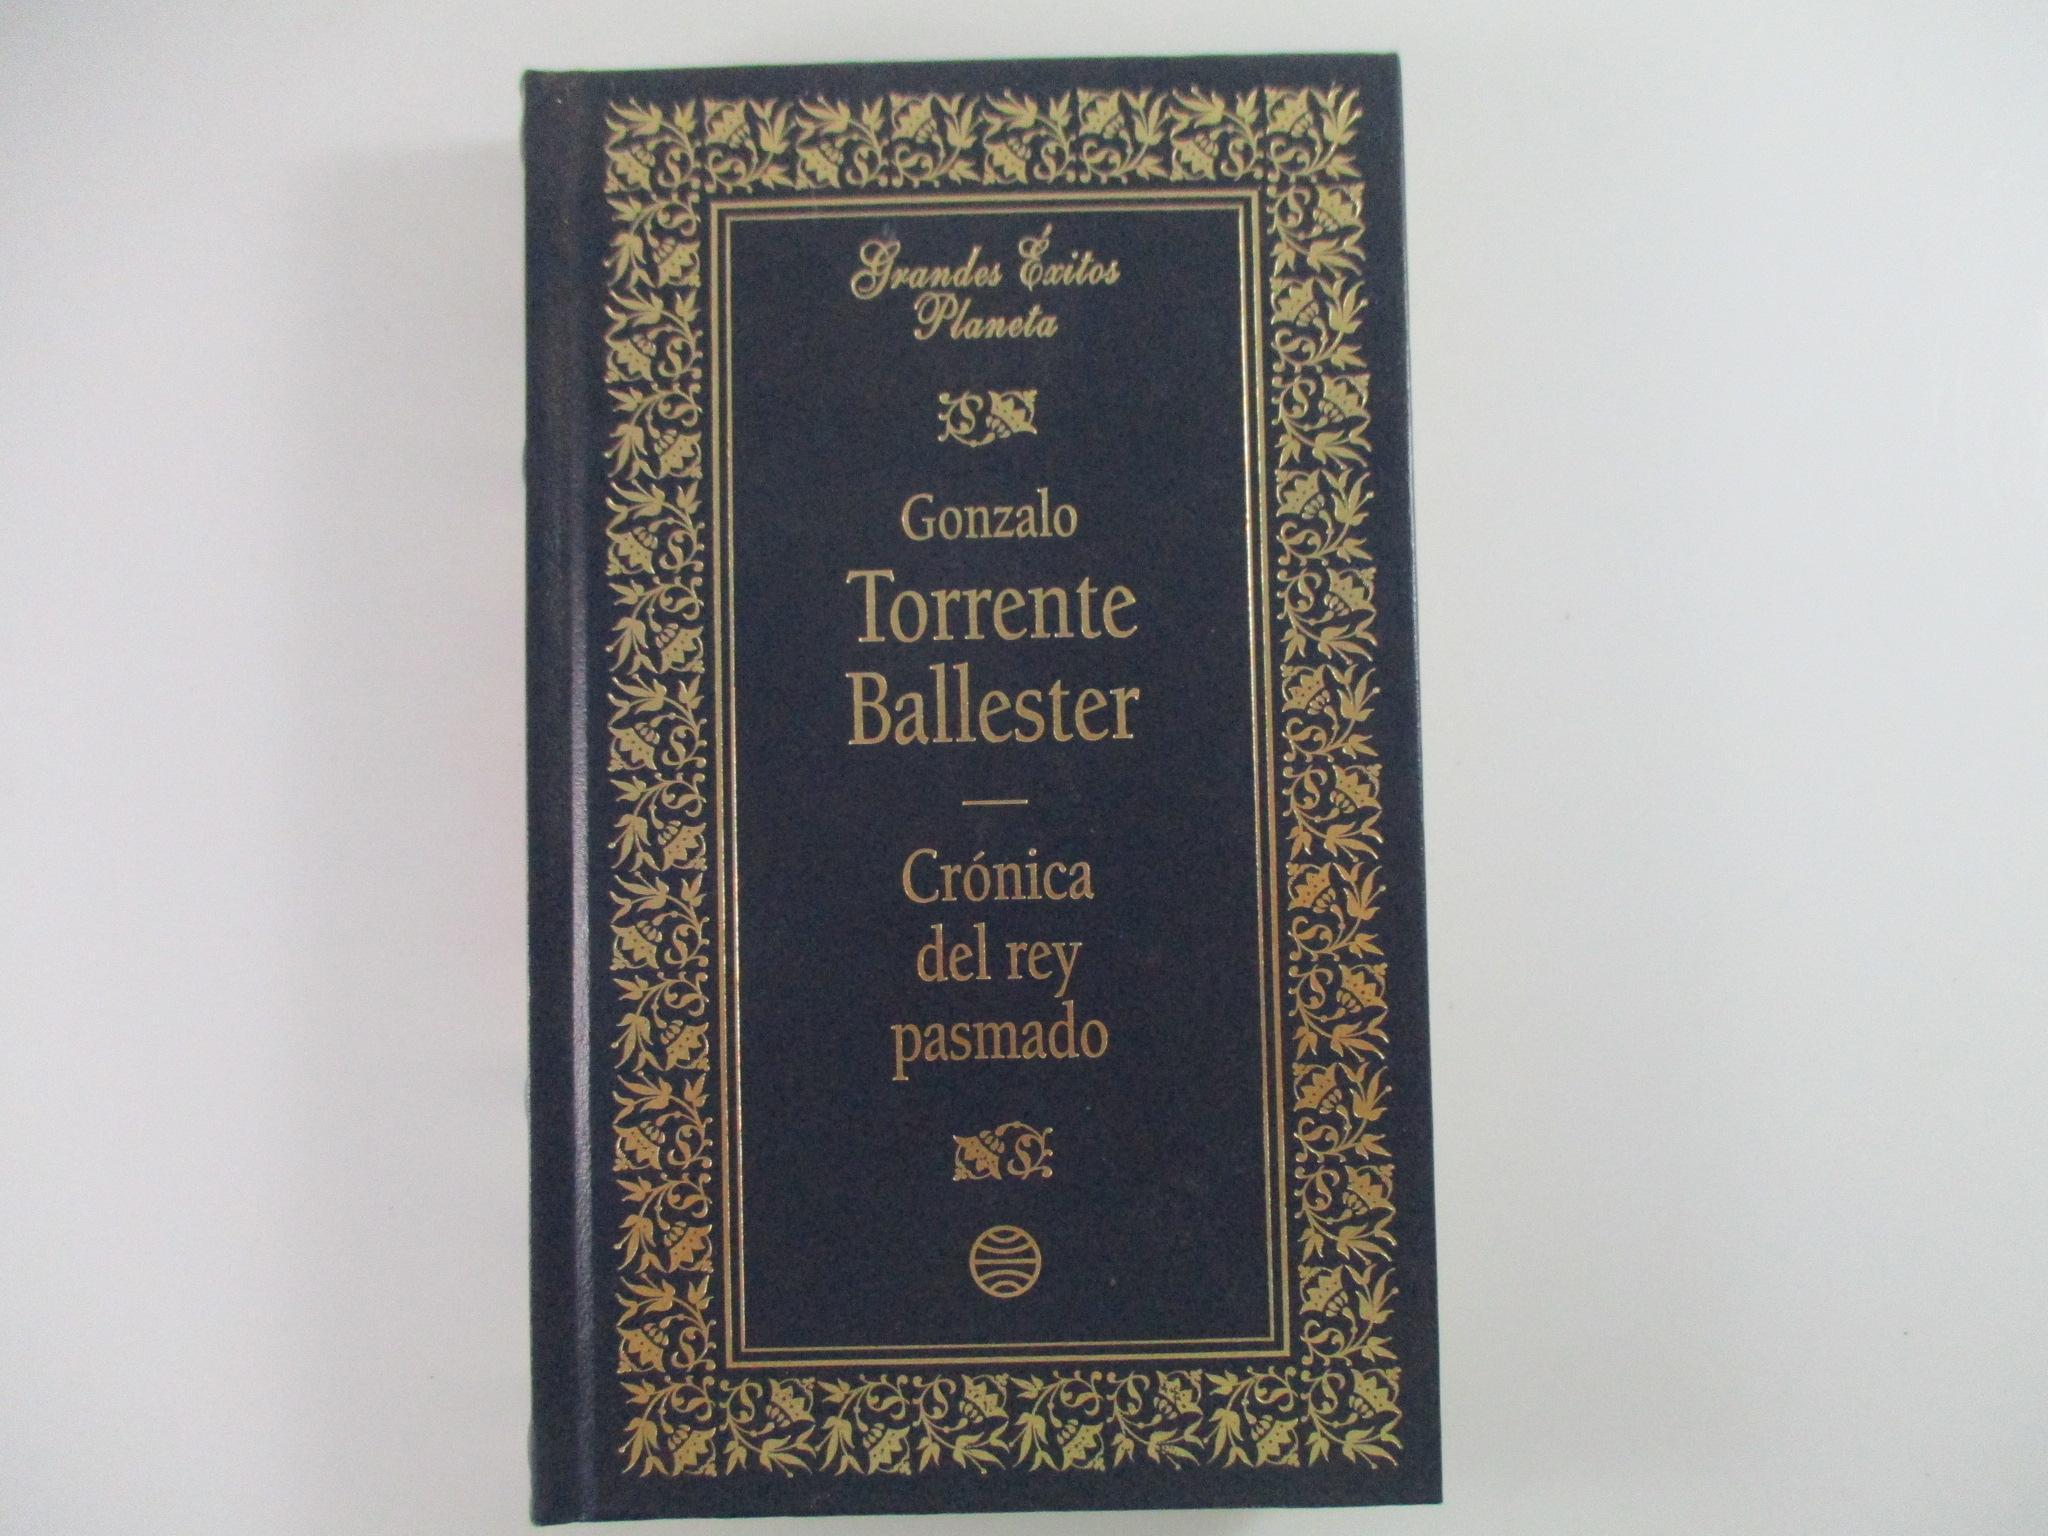 Grandes Éxitos
Planeta
Gonzalo
Torrente
Ballester
Crónica
del rey
pasmado